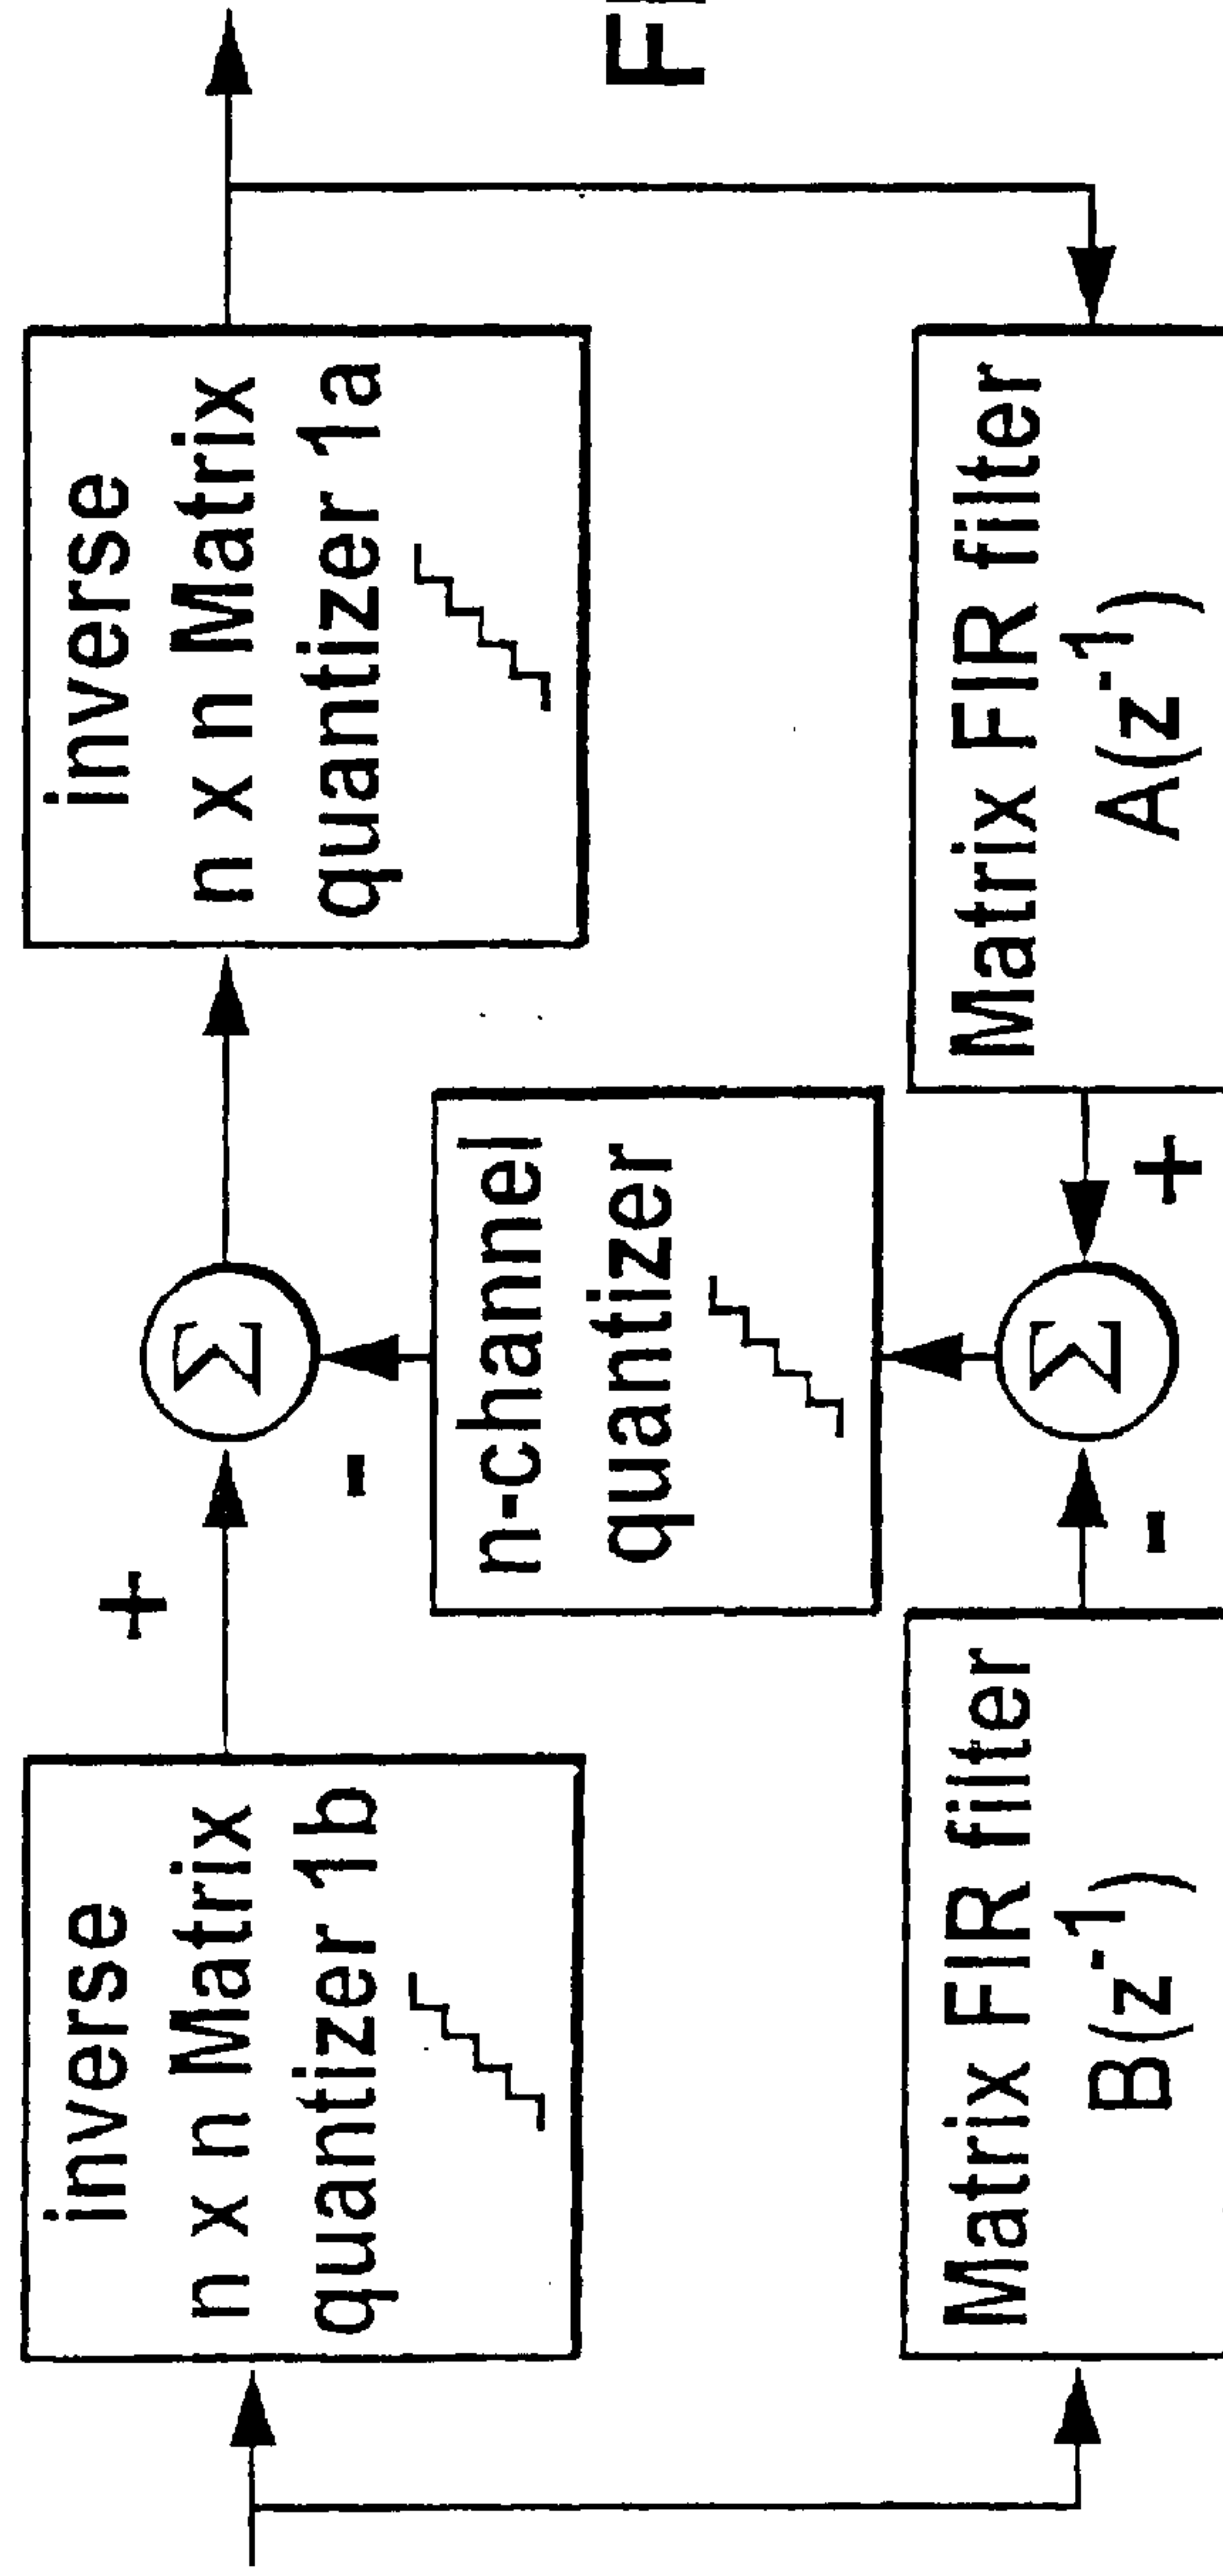 inverse
n x n Matrix
quantizer 1b
+
-
Σ
inverse
n x n Matrix
quantizer 1a
n-channel
quantizer
Matrix FIR filter
B(z⁻¹)
-
Σ
+
Matrix FIR filter
A(z⁻¹)